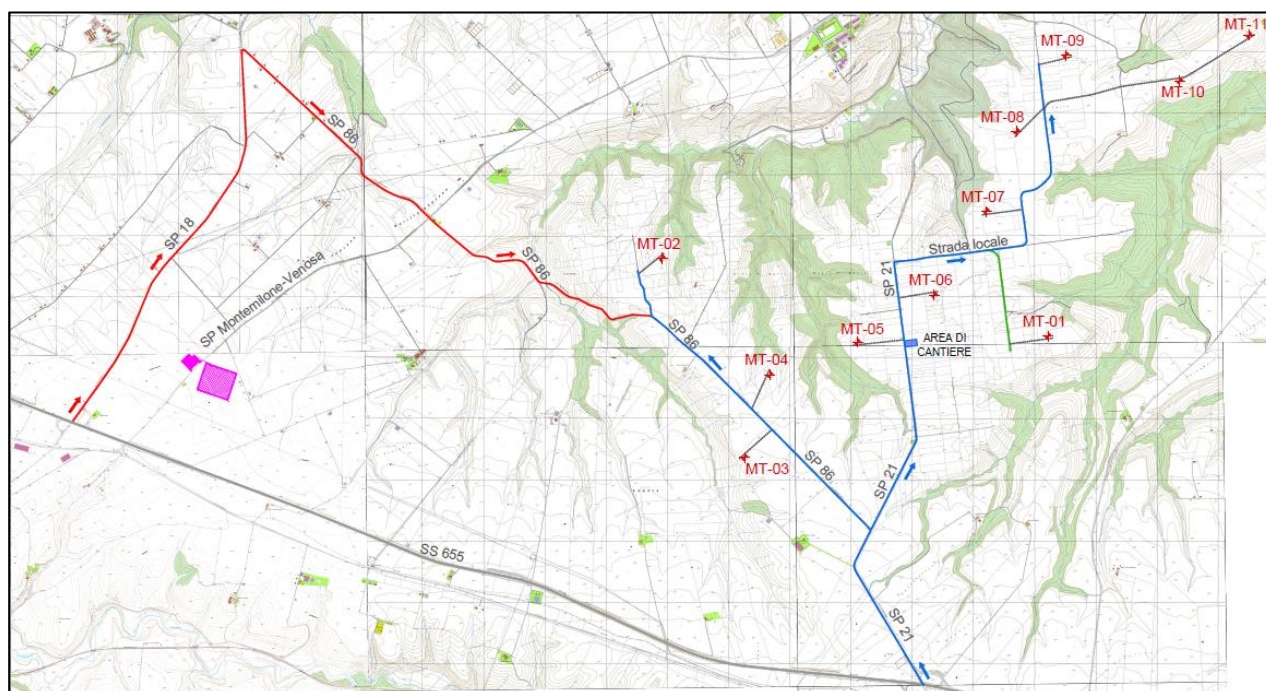 MT-11
MT-09
MT-10
MT-08
SP 86
MT-07
SP 18
Strada locale
MT-02
SP 86
SP 21
MT-06
SP Montemilone-Venosa
SP 86
MT-05
AREA DI
CANTIERE
MT-01
MT-04
MT-03
SP 86
SP 21
SS 655
SP 21